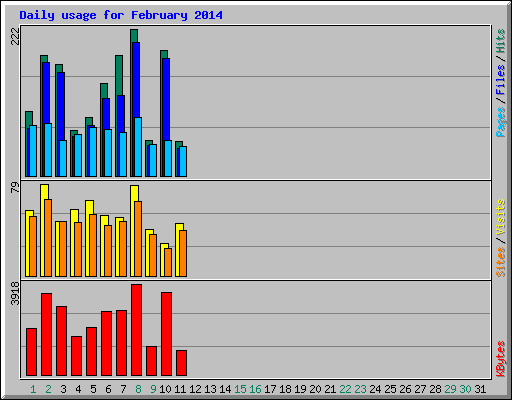 Daily usage for February 2014
222
Pages / Files / Hits
79
Sites / Visits
3918
KBytes
1 2 3 4 5 6 7 8 9 10 11 12 13 14 15 16 17 18 19 20 21 22 23 24 25 26 27 28 29 30 31